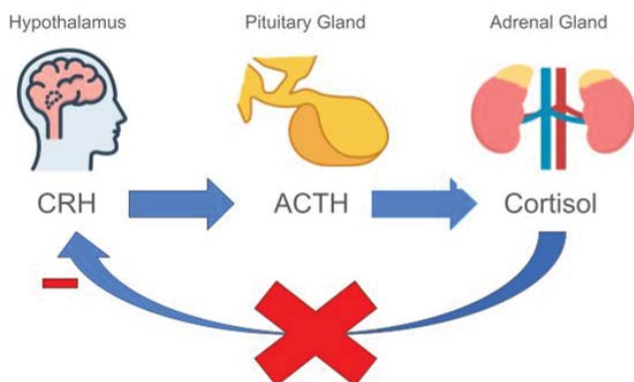 Hypothalamus
Pituitary Gland
Adrenal Gland
CRH
ACTH
Cortisol